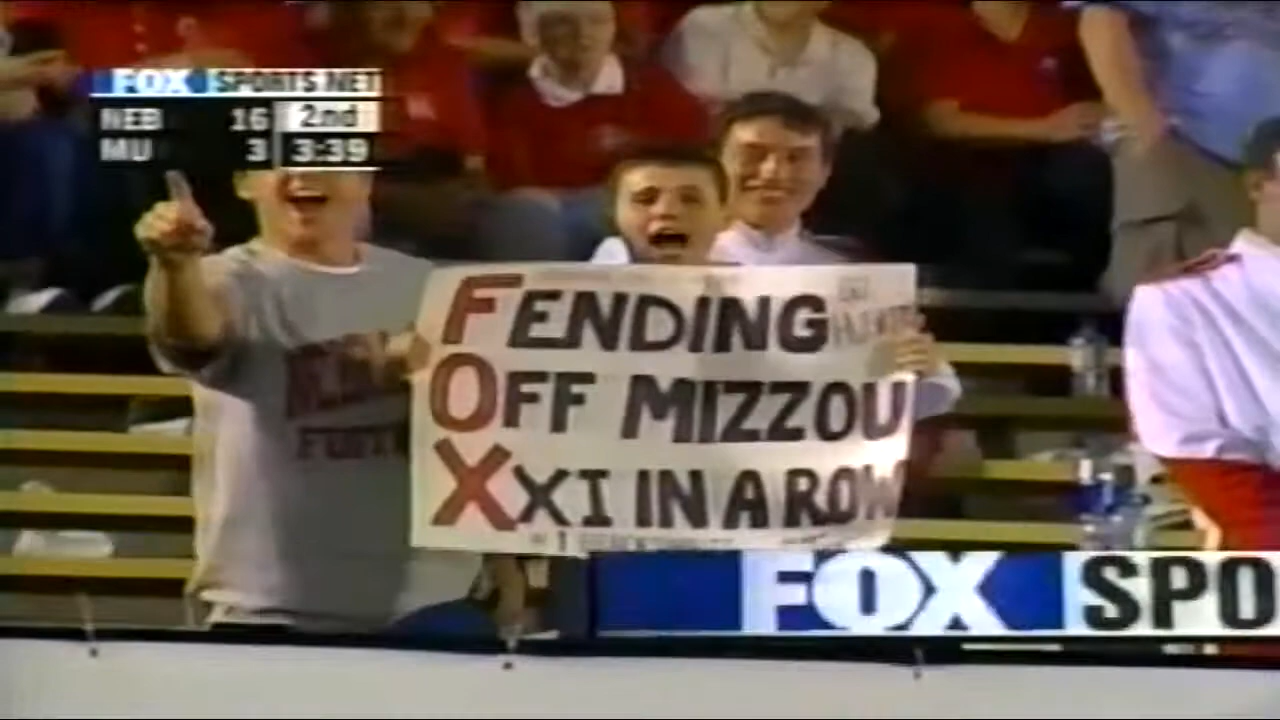 FOX SPORTS NET
NEB 16 2nd
MU 3 3:39
FENDING
OFF MIZZOU
XXI IN A ROW
FOX SPO